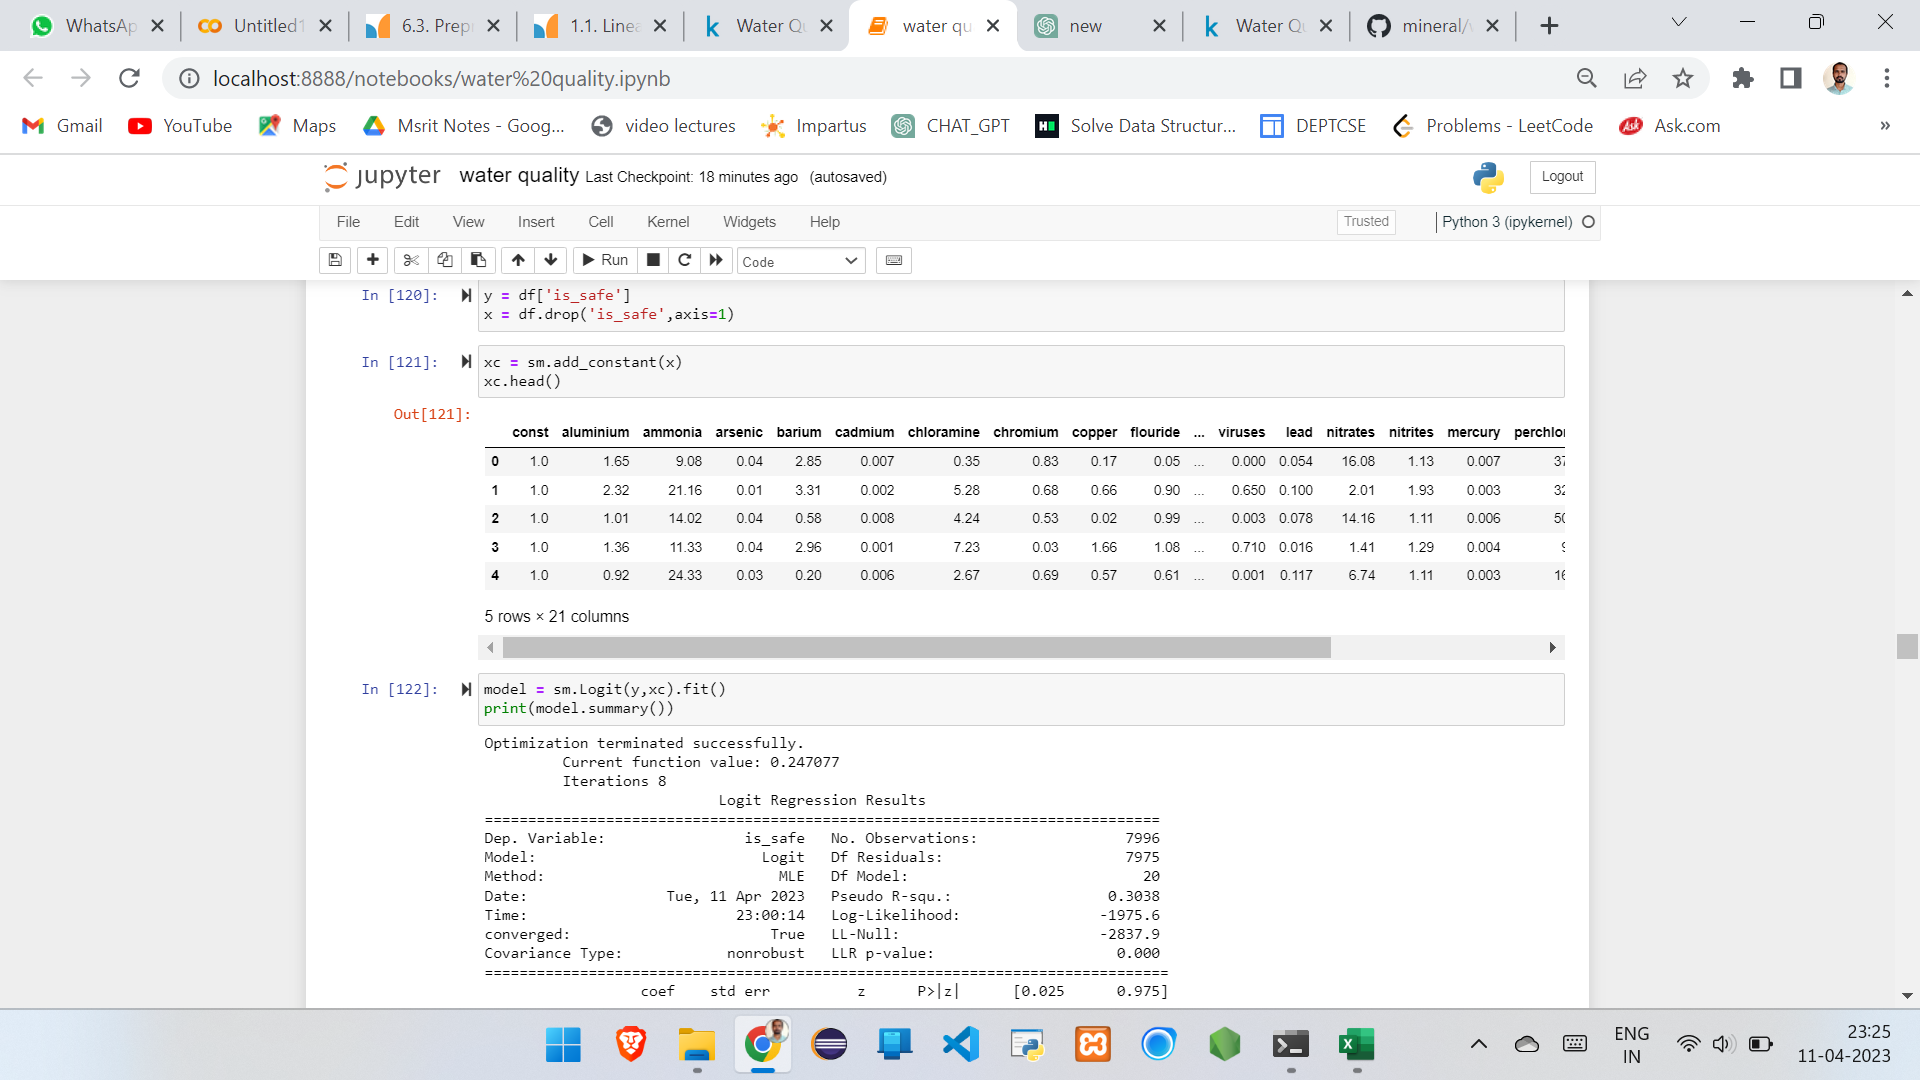 WhatsAp
Untitled1
6.3. Prepr
1.1. Linea
Water Qu
water qu
new
Water Qu
mineral/w
localhost:8888/notebooks/water%20quality.ipynb
Gmail YouTube Maps Msrit Notes - Goog... video lectures Impartus CHAT_GPT Solve Data Structur... DEPTCSE Problems - LeetCode Ask.com »
jupyter water quality Last Checkpoint: 18 minutes ago (autosaved) Logout
File Edit View Insert Cell Kernel Widgets Help Trusted Python 3 (ipykernel)
Run Code
In [120]: y = df['is_safe']
x = df.drop('is_safe',axis=1)
In [121]: xc = sm.add_constant(x)
xc.head()
Out[121]:
const aluminium ammonia arsenic barium cadmium chloramine chromium copper flouride ... viruses lead nitrates nitrites mercury perchlor
0 1.0 1.65 9.08 0.04 2.85 0.007 0.35 0.83 0.17 0.05 ... 0.000 0.054 16.08 1.13 0.007 37
1 1.0 2.32 21.16 0.01 3.31 0.002 5.28 0.68 0.66 0.90 ... 0.650 0.100 2.01 1.93 0.003 32
2 1.0 1.01 14.02 0.04 0.58 0.008 4.24 0.53 0.02 0.99 ... 0.003 0.078 14.16 1.11 0.006 50
3 1.0 1.36 11.33 0.04 2.96 0.001 7.23 0.03 1.66 1.08 ... 0.710 0.016 1.41 1.29 0.004 9
4 1.0 0.92 24.33 0.03 0.20 0.006 2.67 0.69 0.57 0.61 ... 0.001 0.117 6.74 1.11 0.003 16
5 rows × 21 columns
In [122]: model = sm.Logit(y,xc).fit()
print(model.summary())
Optimization terminated successfully.
Current function value: 0.247077
Iterations 8
Logit Regression Results
==============================================================================
Dep. Variable: is_safe No. Observations: 7996
Model: Logit Df Residuals: 7975
Method: MLE Df Model: 20
Date: Tue, 11 Apr 2023 Pseudo R-squ.: 0.3038
Time: 23:00:14 Log-Likelihood: -1975.6
converged: True LL-Null: -2837.9
Covariance Type: nonrobust LLR p-value: 0.000
===============================================================================
coef std err z P>|z| [0.025 0.975]
ENG
IN
23:25
11-04-2023